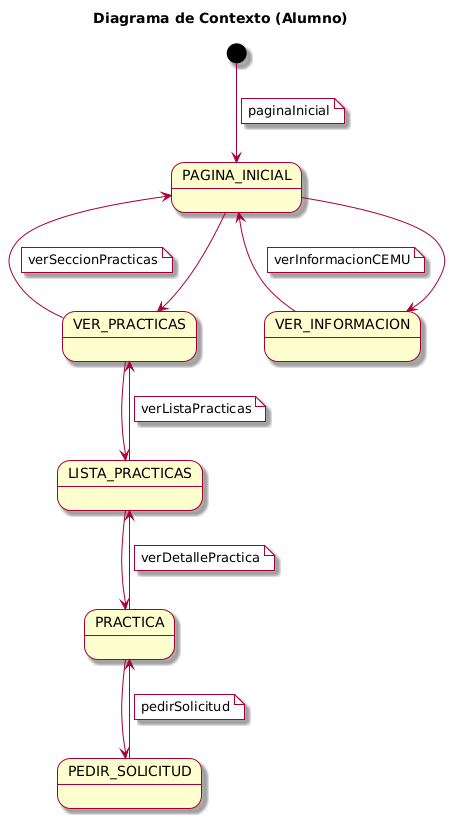 Diagrama de Contexto (Alumno)
paginaInicial
PAGINA_INICIAL
verSeccionPracticas
verInformacionCEMU
VER_PRACTICAS
VER_INFORMACION
verListaPracticas
LISTA_PRACTICAS
verDetallePractica
PRACTICA
pedirSolicitud
PEDIR_SOLICITUD